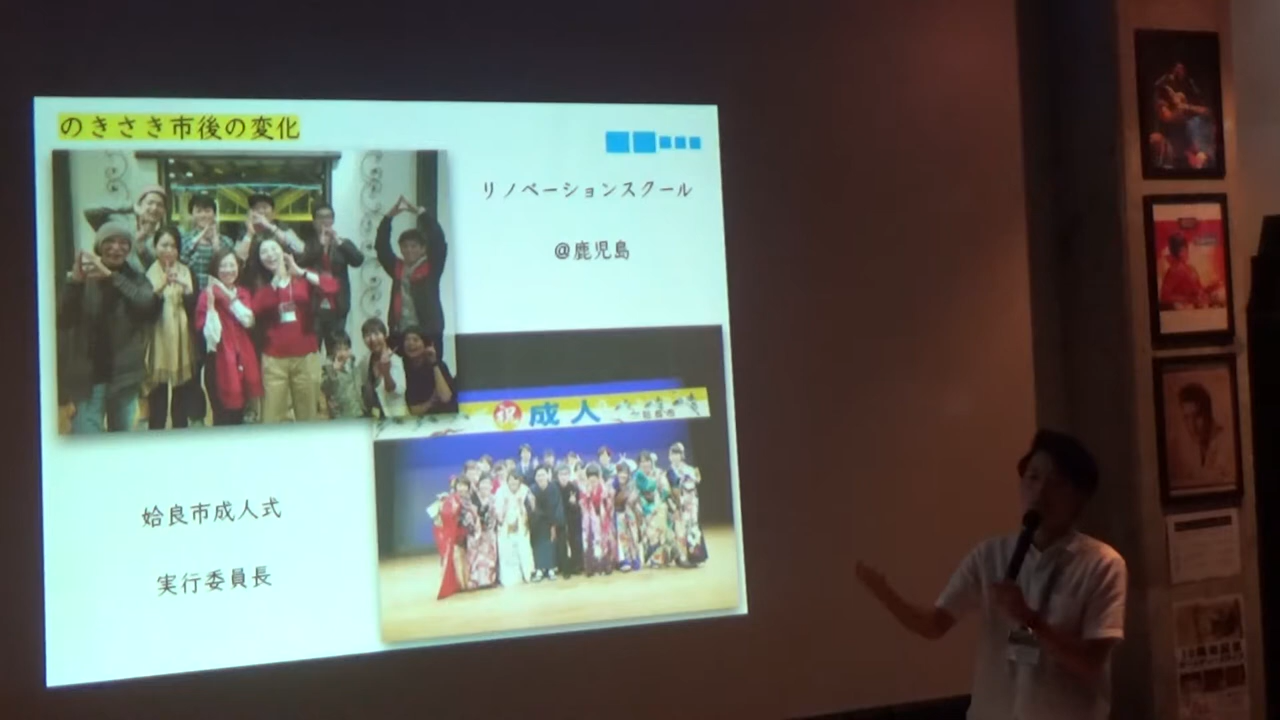 のきさき市後の変化
リノベーションスクール
@鹿児島
祝 成人
姶良市成人式
実行委員長